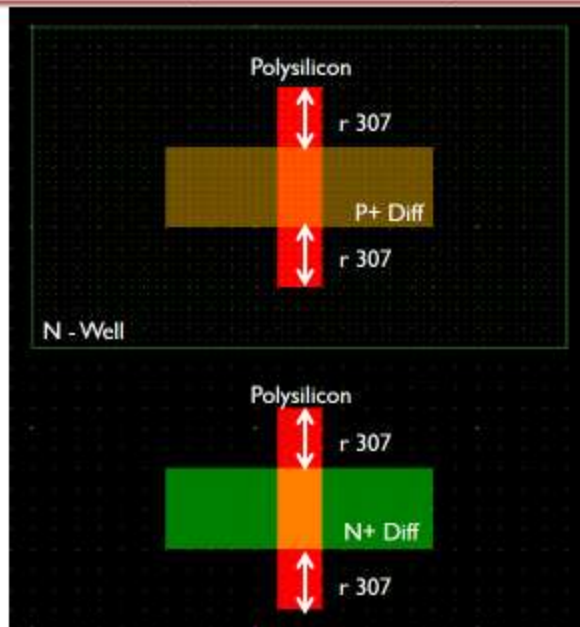 Polysilicon
r 307
P+ Diff
r 307
N - Well
Polysilicon
r 307
N+ Diff
r 307